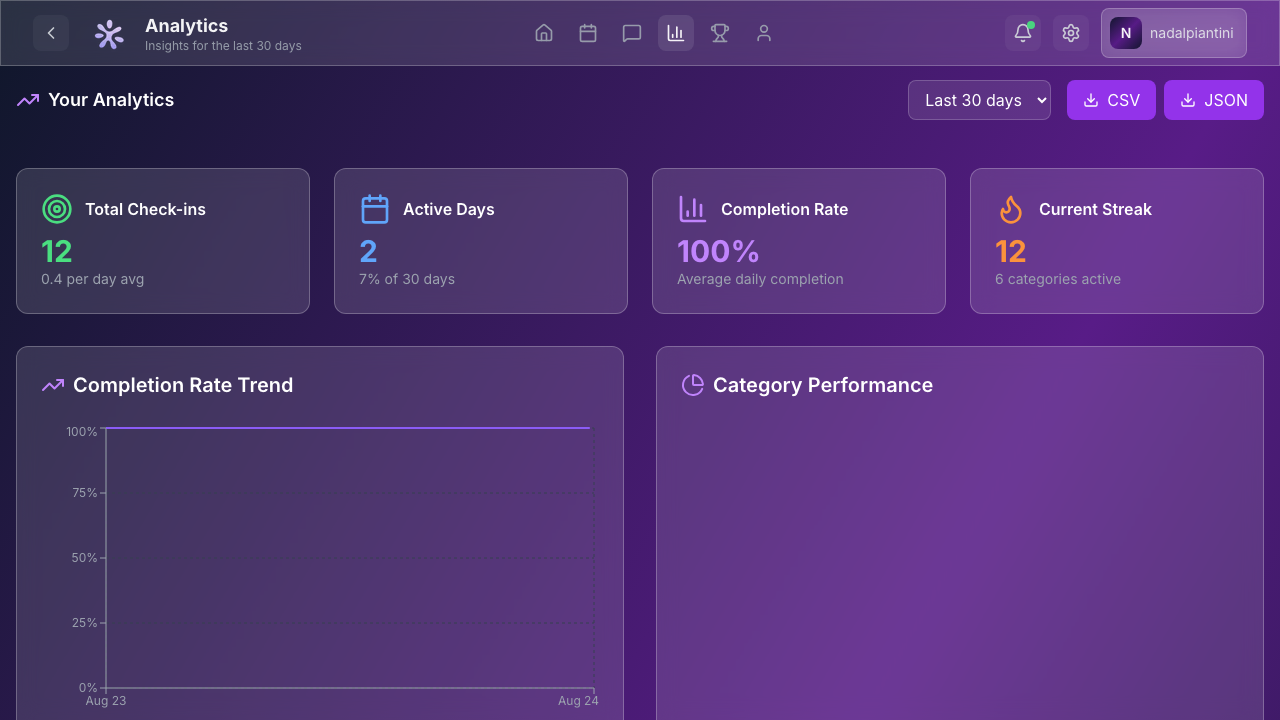 Analytics
Insights for the last 30 days
N
nadalpiantini
Your Analytics
Last 30 days
CSV
JSON
Total Check-ins
12
0.4 per day avg
Active Days
2
7% of 30 days
Completion Rate
100%
Average daily completion
Current Streak
12
6 categories active
Completion Rate Trend
100%
75%
50%
25%
0%
Aug 23
Aug 24
Category Performance